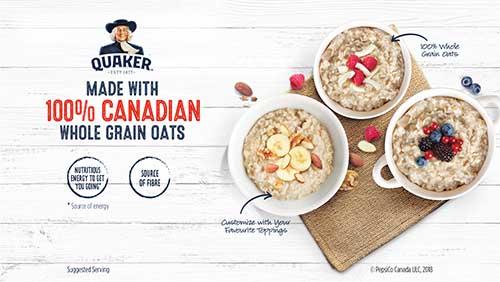 QUAKER
ESTD 1877
MADE WITH
100% CANADIAN
WHOLE GRAIN OATS
NUTRITIOUS
ENERGY TO GET
YOU GOING*
SOURCE
OF FIBRE
* Source of energy
100% Whole
Grain Oats
Customize with Your
Favourite Toppings
Suggested Serving
© PepsiCo Canada ULC, 2018